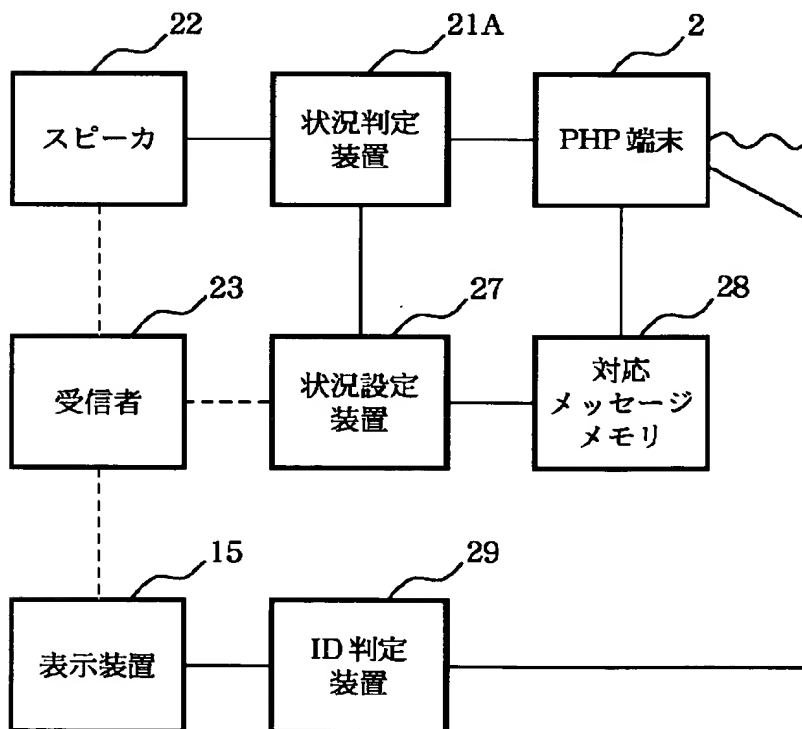 22
21A
2
スピーカ
状況判定
装置
PHP 端末
23
27
28
受信者
状況設定
装置
対応
メッセージ
メモリ
15
29
表示装置
ID 判定
装置